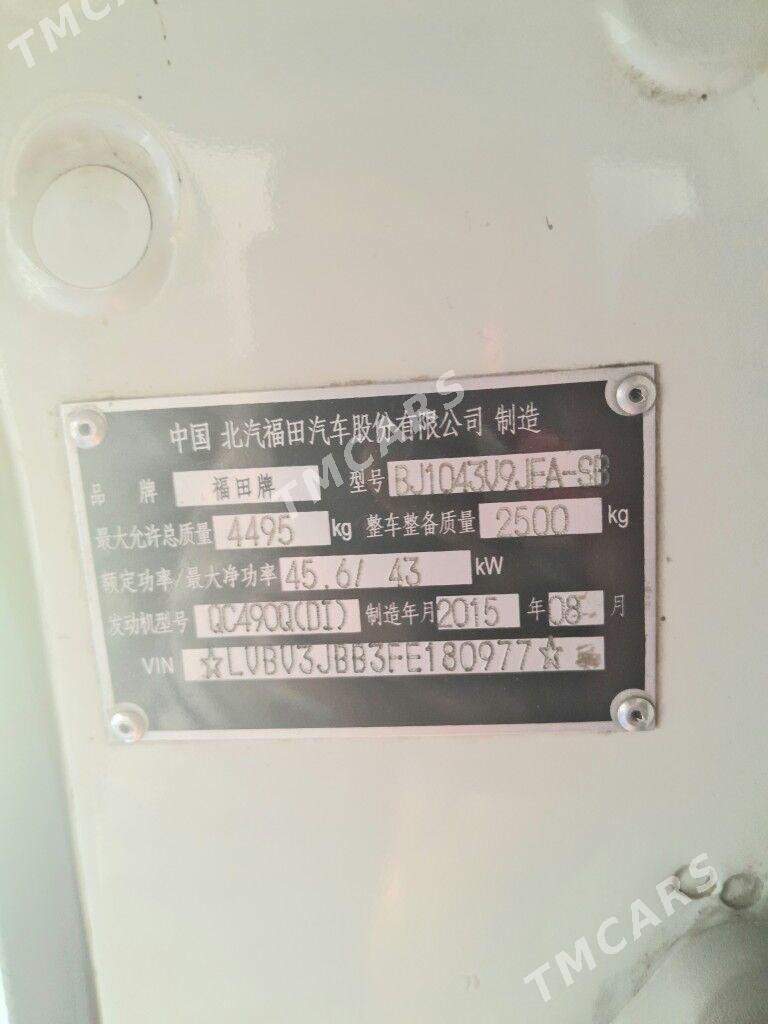 TMCARS
中国 北汽福田汽车股份有限公司 制造
品 牌 福田牌 型号 BJ1043V9JEA-SB
最大允许总质量 4495 kg 整车整备质量 2500 kg
额定功率/最大净功率 45.6/ 43 kW
发动机型号 QC490Q(DI) 制造年月 2015 年 08 月
VIN ☆LVBV3JBB3FE180977☆
TMCARS
TMCARS